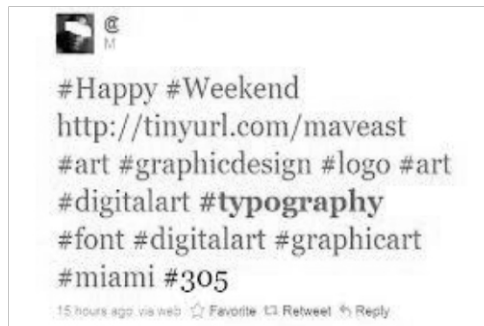 @
M
#Happy #Weekend
http://tinyurl.com/maveast
#art #graphicdesign #logo #art
#digitalart #typography
#font #digitalart #graphicart
#miami #305
15 hours ago via web Favorite Retweet Reply